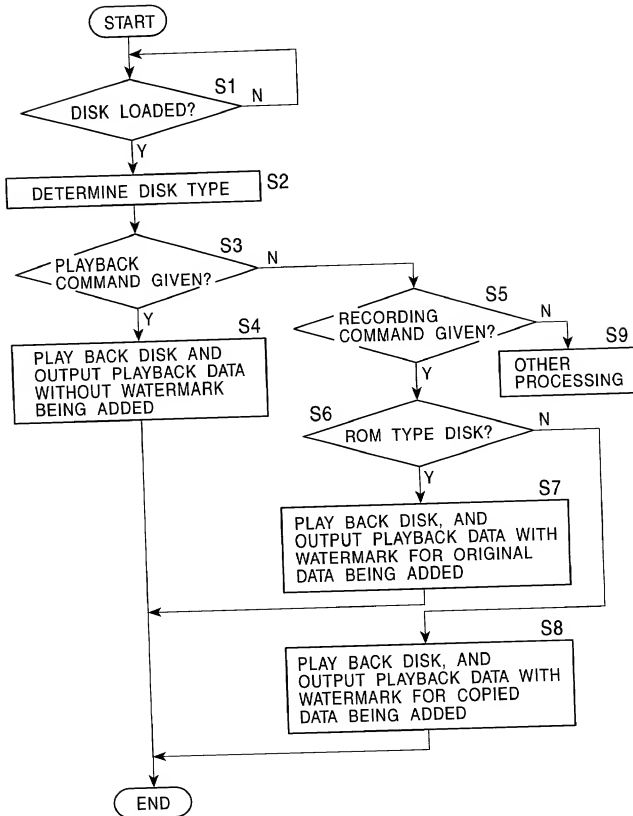 START
S1
DISK LOADED?
N
Y
DETERMINE DISK TYPE
S2
S3
PLAYBACK
COMMAND GIVEN?
N
Y
S4
PLAY BACK DISK AND
OUTPUT PLAYBACK DATA
WITHOUT WATERMARK
BEING ADDED
S5
RECORDING
COMMAND GIVEN?
N
Y
S9
OTHER
PROCESSING
S6
ROM TYPE DISK?
N
Y
S7
PLAY BACK DISK, AND
OUTPUT PLAYBACK DATA WITH
WATERMARK FOR ORIGINAL
DATA BEING ADDED
S8
PLAY BACK DISK, AND
OUTPUT PLAYBACK DATA WITH
WATERMARK FOR COPIED
DATA BEING ADDED
END